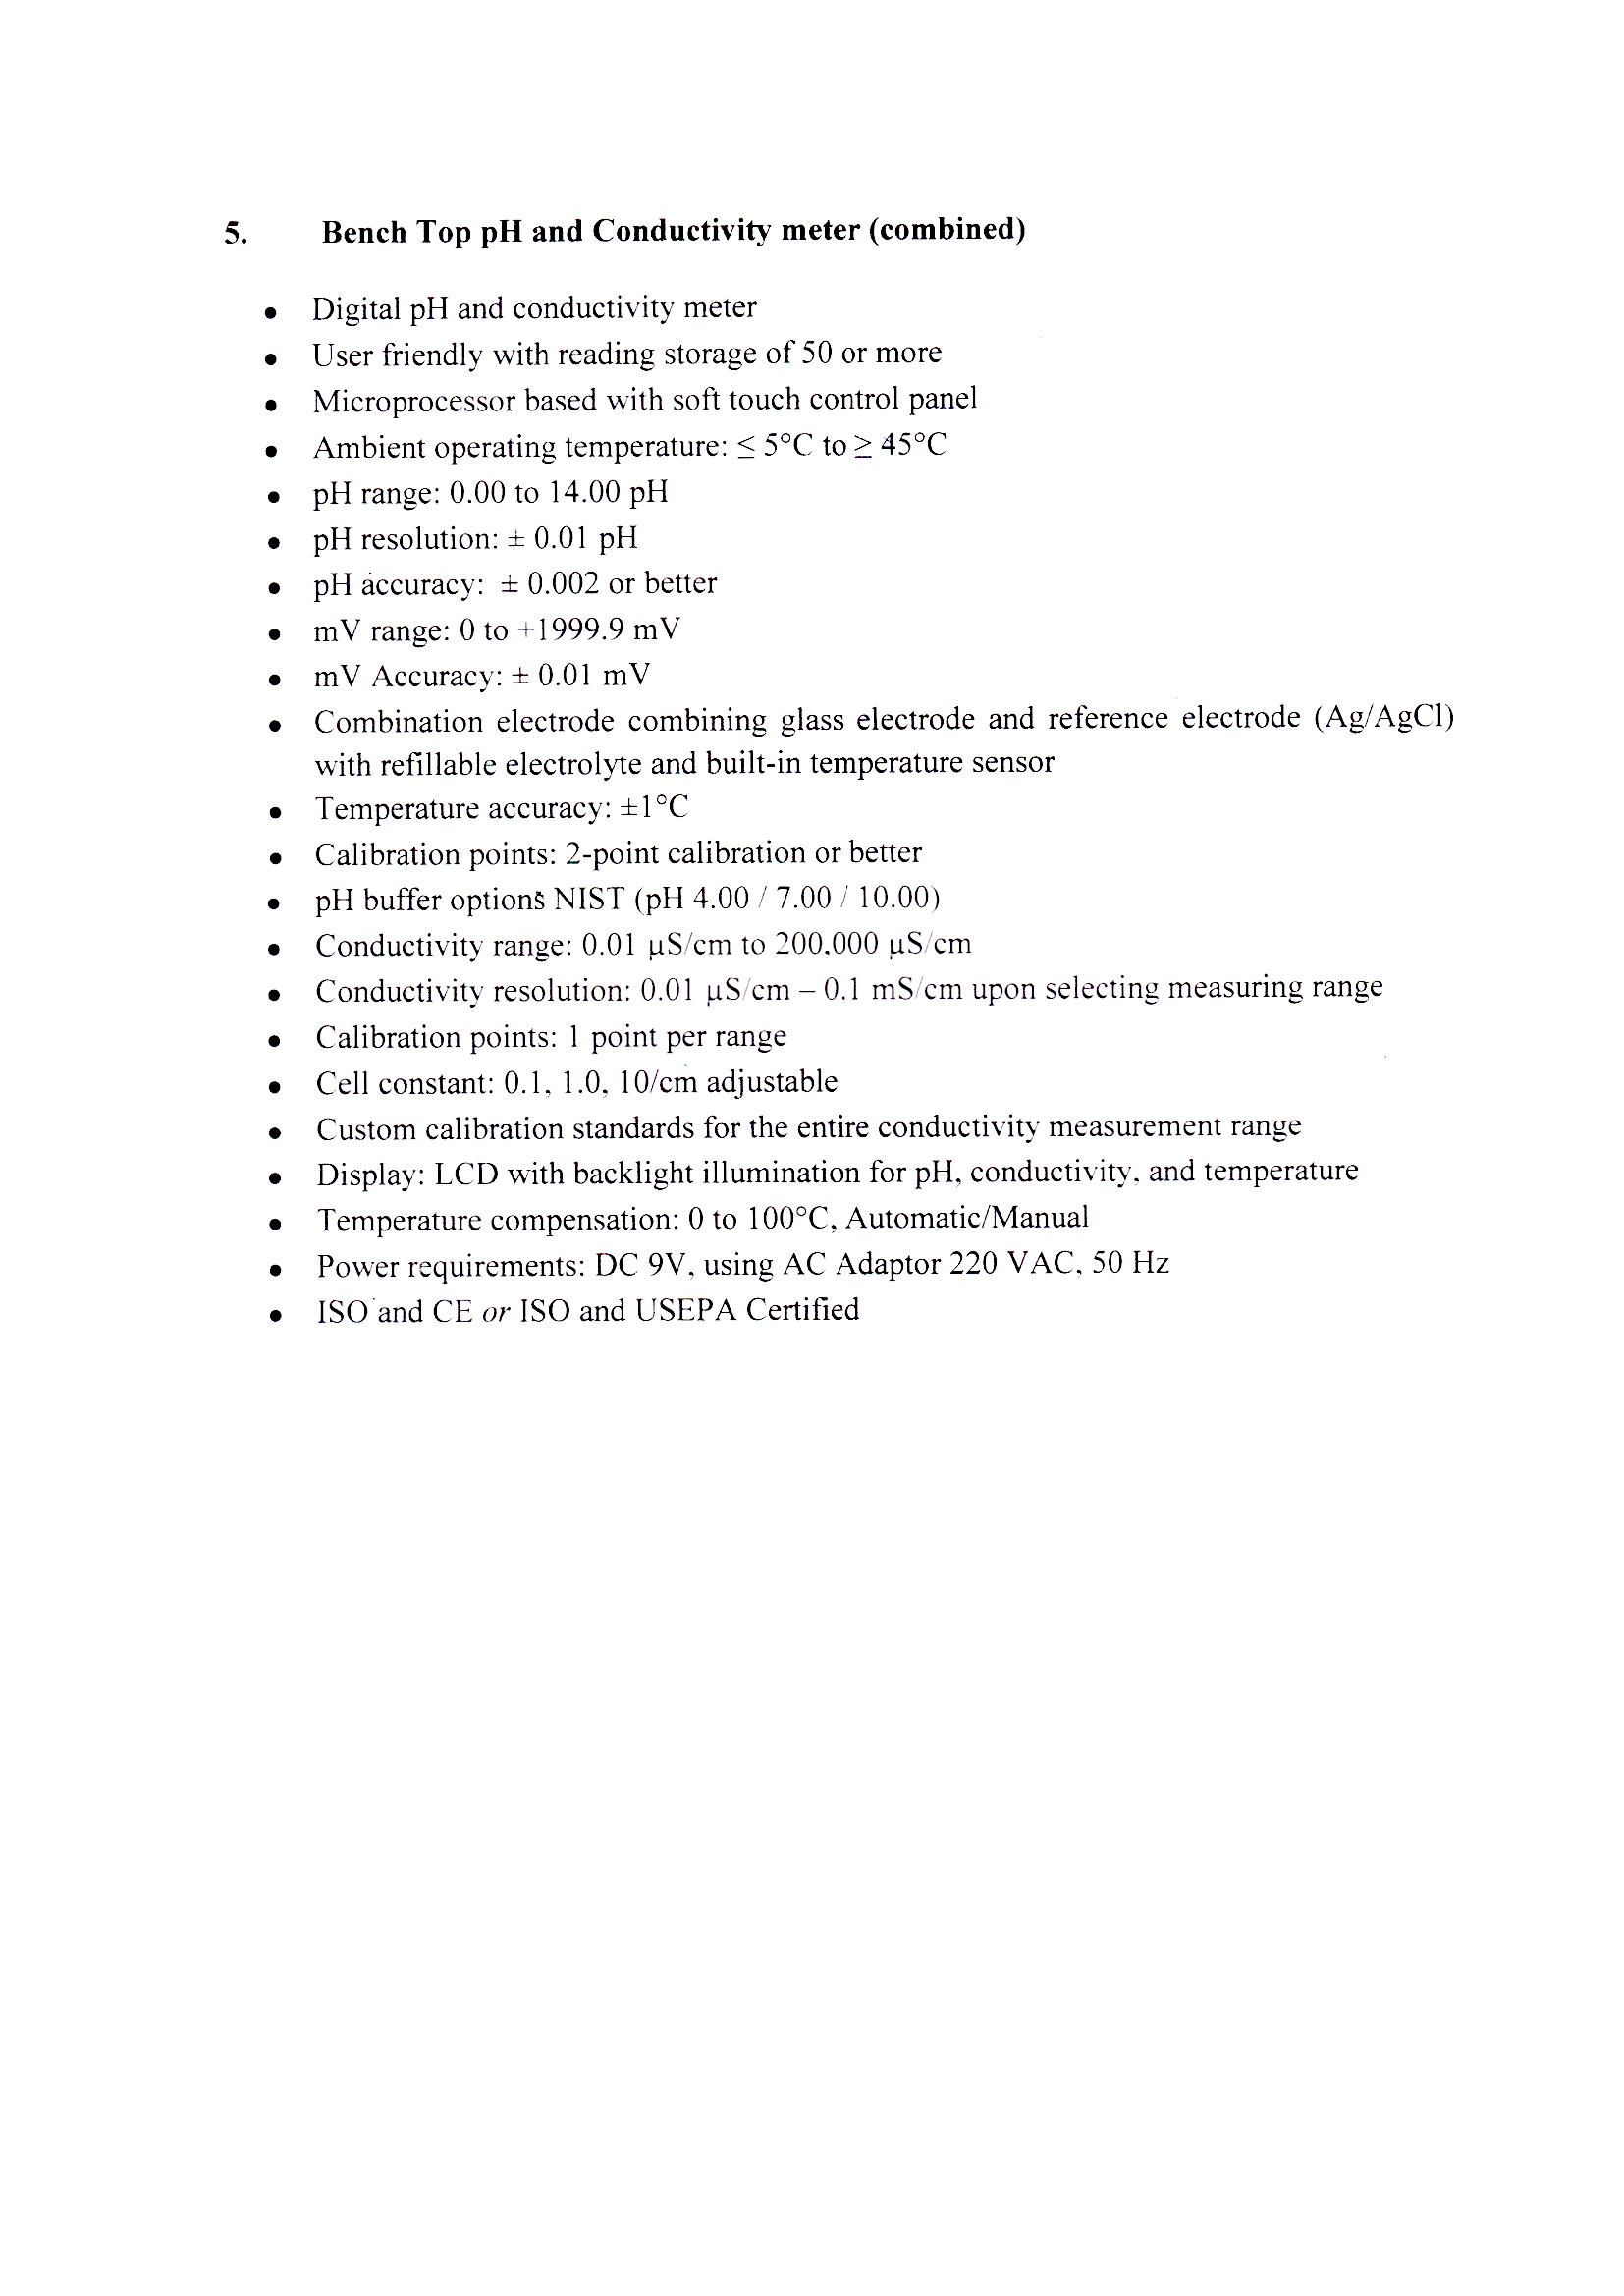 5. Bench Top pH and Conductivity meter (combined)
• Digital pH and conductivity meter
• User friendly with reading storage of 50 or more
• Microprocessor based with soft touch control panel
• Ambient operating temperature: ≤ 5°C to ≥ 45°C
• pH range: 0.00 to 14.00 pH
• pH resolution: ± 0.01 pH
• pH accuracy: ± 0.002 or better
• mV range: 0 to +1999.9 mV
• mV Accuracy: ± 0.01 mV
• Combination electrode combining glass electrode and reference electrode (Ag/AgCl)
with refillable electrolyte and built-in temperature sensor
• Temperature accuracy: ±1°C
• Calibration points: 2-point calibration or better
• pH buffer options NIST (pH 4.00 / 7.00 / 10.00)
• Conductivity range: 0.01 µS/cm to 200,000 µS/cm
• Conductivity resolution: 0.01 µS/cm – 0.1 mS/cm upon selecting measuring range
• Calibration points: 1 point per range
• Cell constant: 0.1, 1.0, 10/cm adjustable
• Custom calibration standards for the entire conductivity measurement range
• Display: LCD with backlight illumination for pH, conductivity, and temperature
• Temperature compensation: 0 to 100°C, Automatic/Manual
• Power requirements: DC 9V, using AC Adaptor 220 VAC, 50 Hz
• ISO and CE or ISO and USEPA Certified